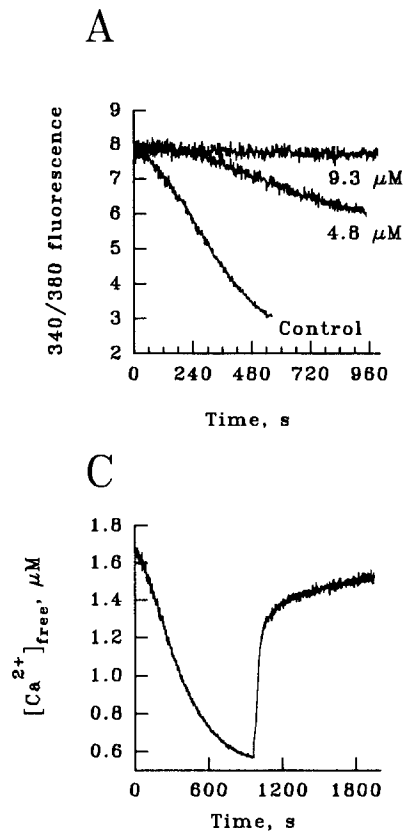 A
9
8
7
6
5
4
3
2
340/380 fluorescence
9.3 μM
4.8 μM
Control
0 240 480 720 960
Time, s
C
1.8
1.6
1.4
1.2
1.0
0.8
0.6
[Ca²⁺]free, μM
0 600 1200 1800
Time, s